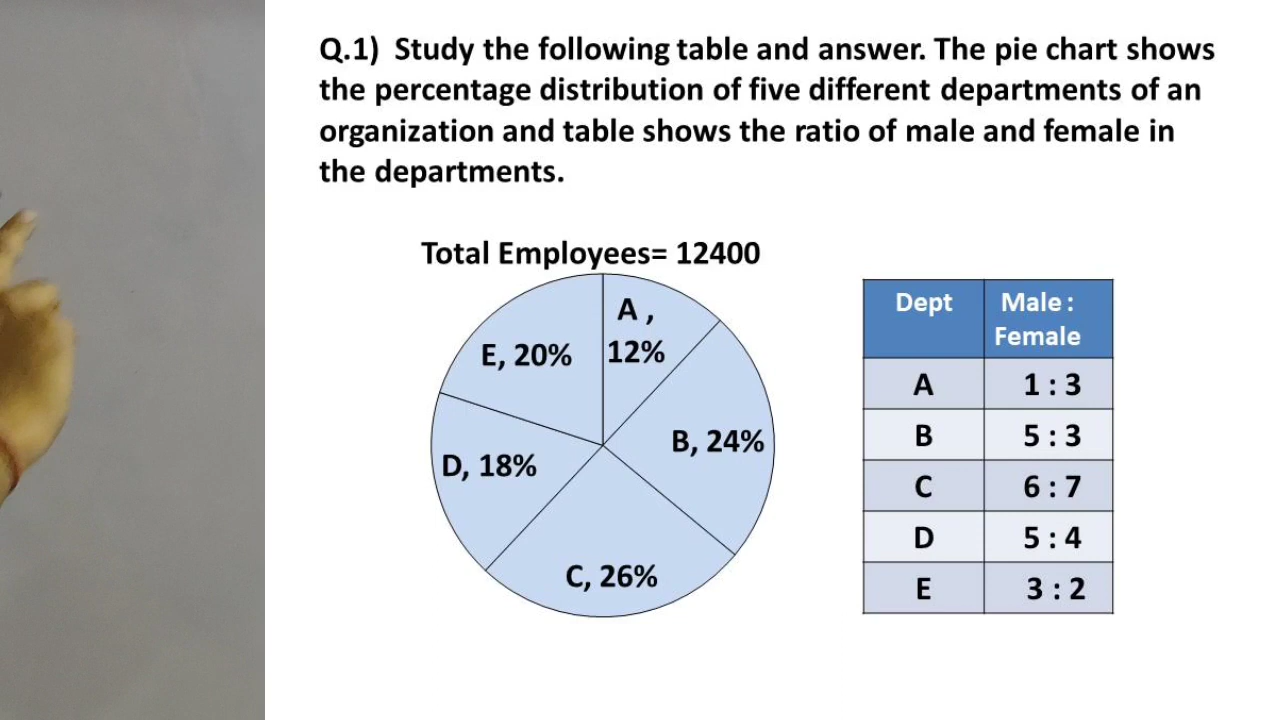 Q.1) Study the following table and answer. The pie chart shows
the percentage distribution of five different departments of an
organization and table shows the ratio of male and female in
the departments.
Total Employees= 12400
A ,
12%
E, 20%
B, 24%
D, 18%
C, 26%
Dept Male :
Female
A 1 : 3
B 5 : 3
C 6 : 7
D 5 : 4
E 3 : 2